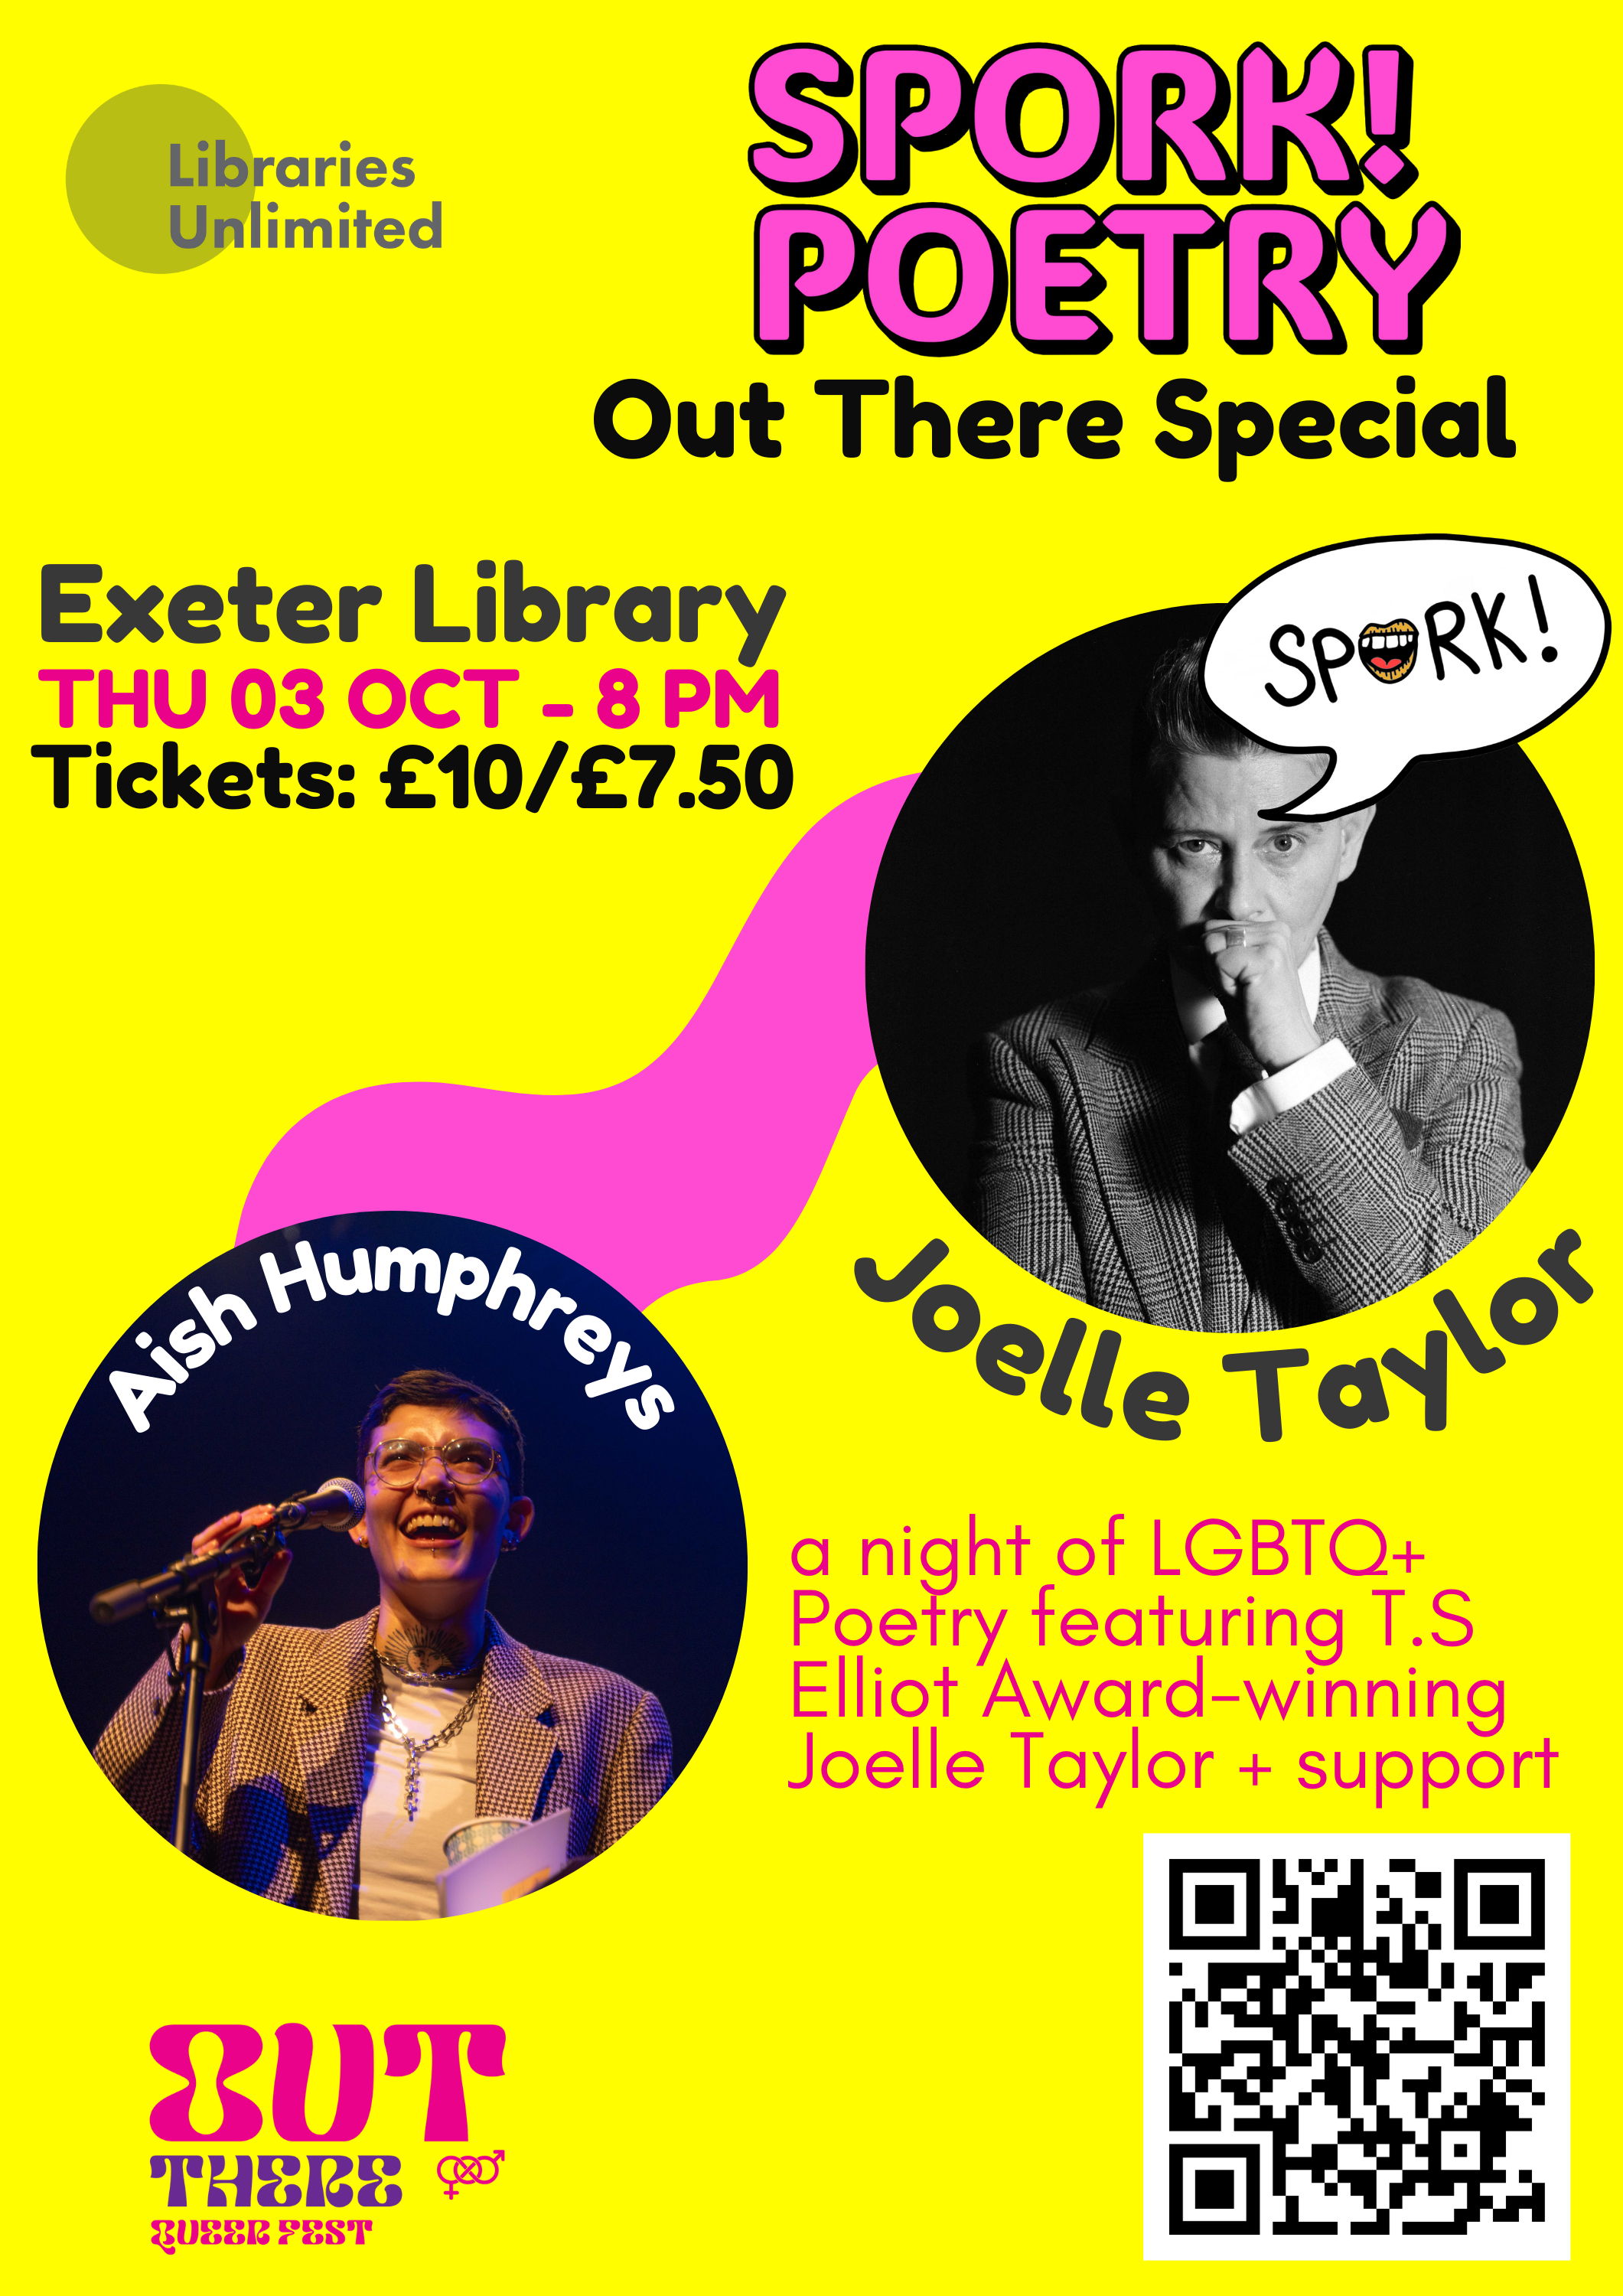 Libraries
Unlimited
SPORK!
POETRY
Out There Special
Exeter Library
THU 03 OCT - 8 PM
Tickets: £10/£7.50
SPORK!
Joelle Taylor
Aish Humphreys
a night of LGBTQ+
Poetry featuring T.S
Elliot Award-winning
Joelle Taylor + support
OUT
THERE
QUEER FEST